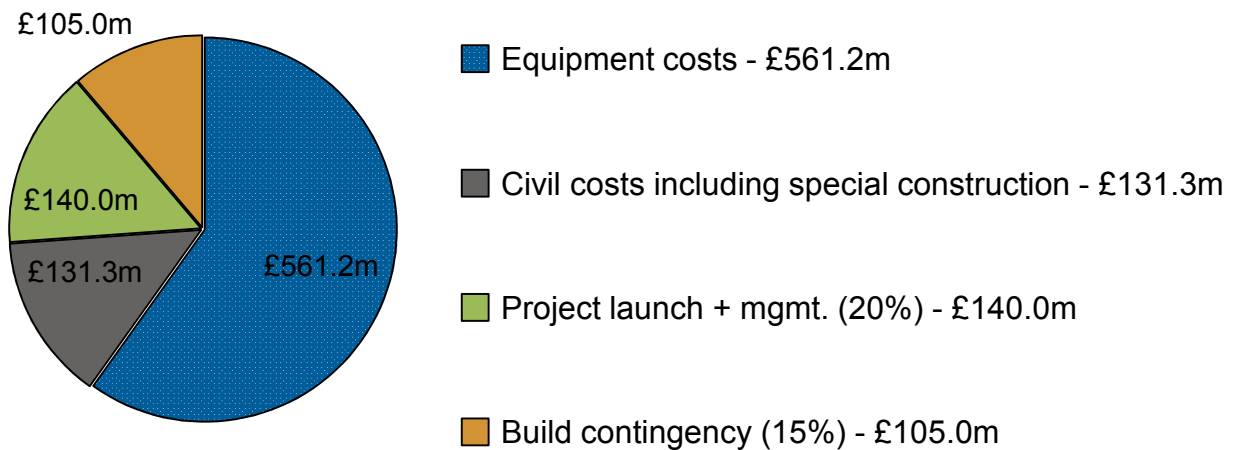 £105.0m
£140.0m
£131.3m
£561.2m
Equipment costs - £561.2m
Civil costs including special construction - £131.3m
Project launch + mgmt. (20%) - £140.0m
Build contingency (15%) - £105.0m